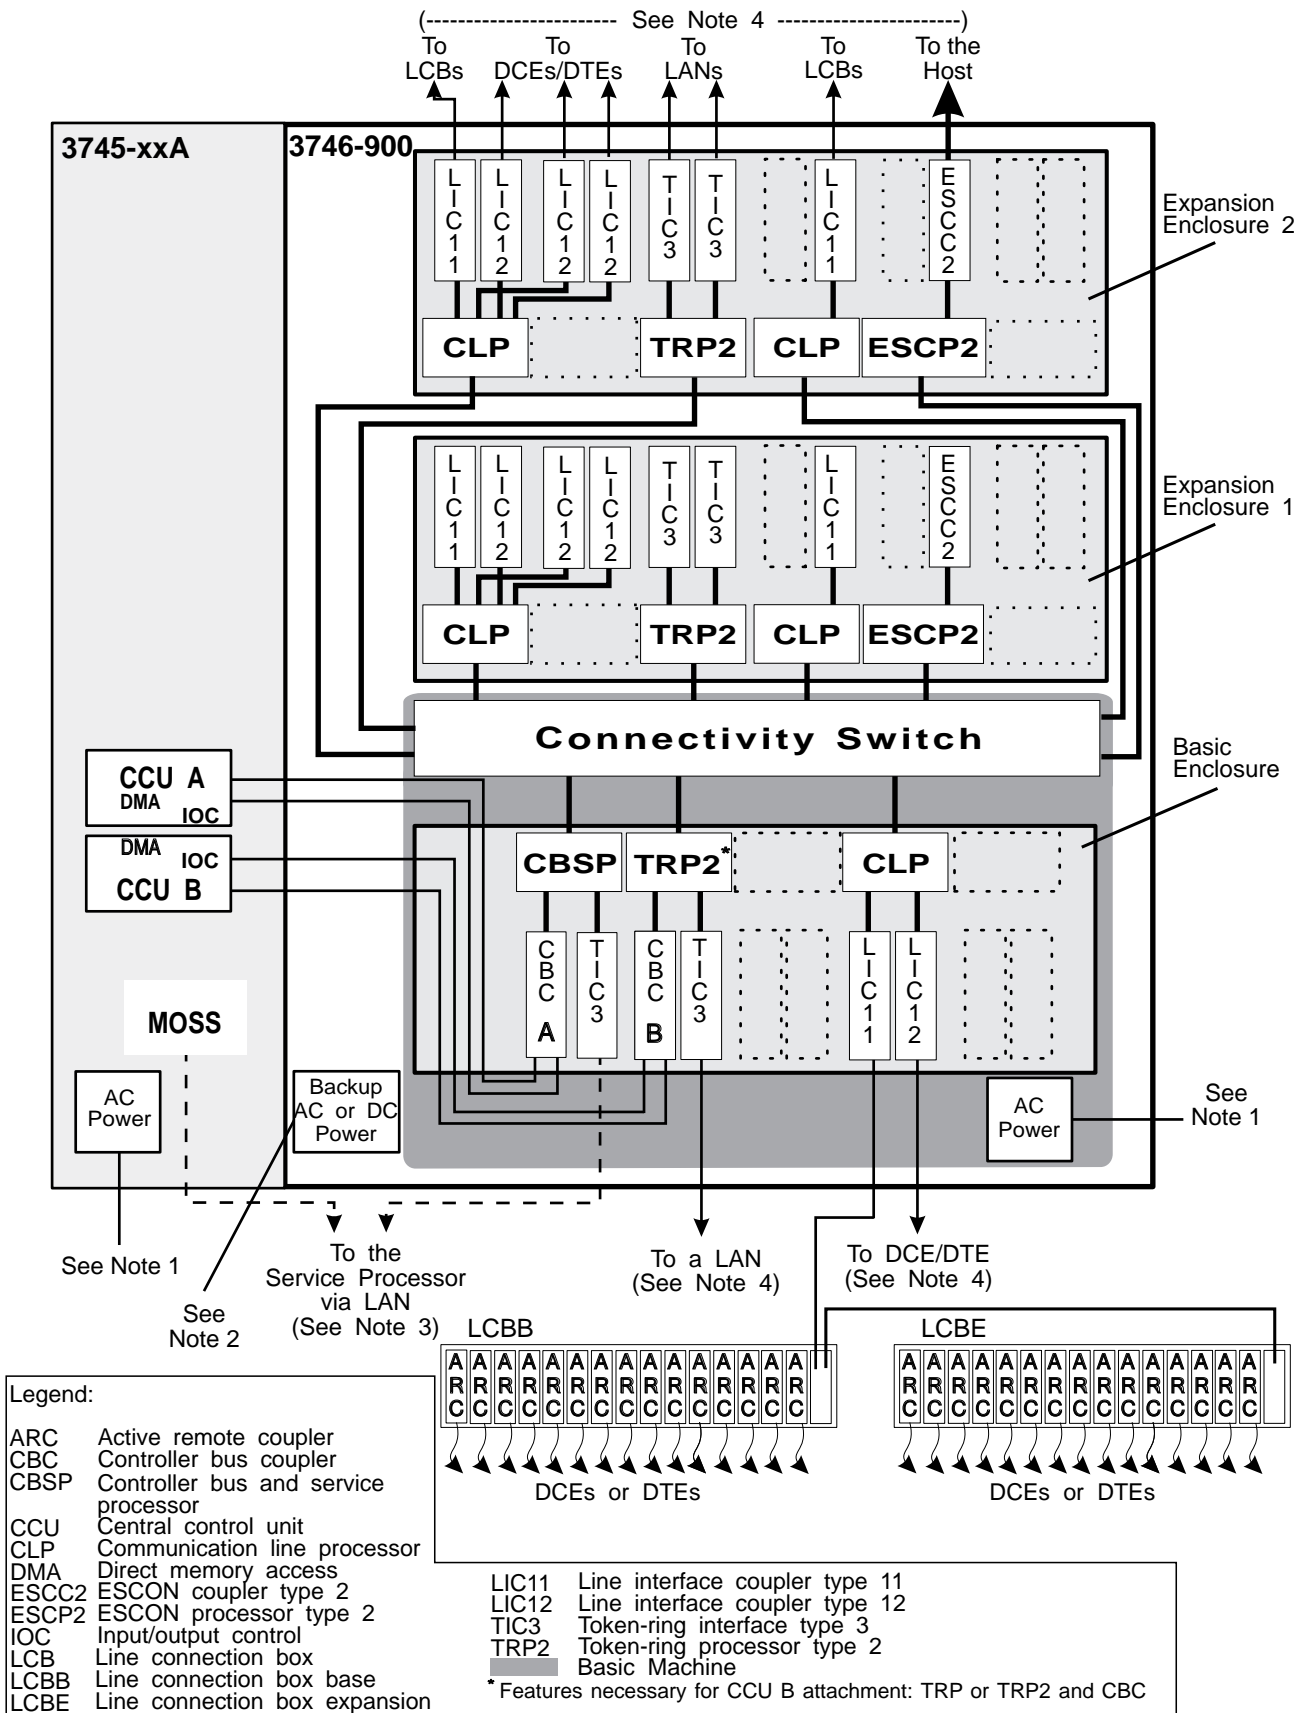 (----------------------- See Note 4 ----------------------)
To LCBs
To DCEs/DTEs
To LANs
To LCBs
To the Host
3745-xxA
3746-900
LIC11
LIC12
LIC12
LIC12
TIC3
TIC3
LIC11
ESCC2
Expansion
Enclosure 2
CLP
TRP2
CLP
ESCP2
LIC11
LIC12
LIC12
LIC12
TIC3
TIC3
LIC11
ESCC2
Expansion
Enclosure 1
CLP
TRP2
CLP
ESCP2
Connectivity Switch
Basic
Enclosure
CCU A
DMA
IOC
DMA
IOC
CCU B
CBSP
TRP2*
CLP
CBC A
TIC3
CBC B
TIC3
LIC11
LIC12
MOSS
AC
Power
Backup
AC or DC
Power
AC
Power
See
Note 1
See Note 1
See
Note 2
To the
Service Processor
via LAN
(See Note 3)
To a LAN
(See Note 4)
To DCE/DTE
(See Note 4)
LCBB
LCBE
ARC ARC ARC ARC ARC ARC ARC ARC ARC ARC ARC ARC ARC ARC ARC
ARC ARC ARC ARC ARC ARC ARC ARC ARC ARC ARC ARC ARC ARC ARC
DCEs or DTEs
DCEs or DTEs
Legend:
ARC Active remote coupler
CBC Controller bus coupler
CBSP Controller bus and service
processor
CCU Central control unit
CLP Communication line processor
DMA Direct memory access
ESCC2 ESCON coupler type 2
ESCP2 ESCON processor type 2
IOC Input/output control
LCB Line connection box
LCBB Line connection box base
LCBE Line connection box expansion
LIC11 Line interface coupler type 11
LIC12 Line interface coupler type 12
TIC3 Token-ring interface type 3
TRP2 Token-ring processor type 2
Basic Machine
* Features necessary for CCU B attachment: TRP or TRP2 and CBC